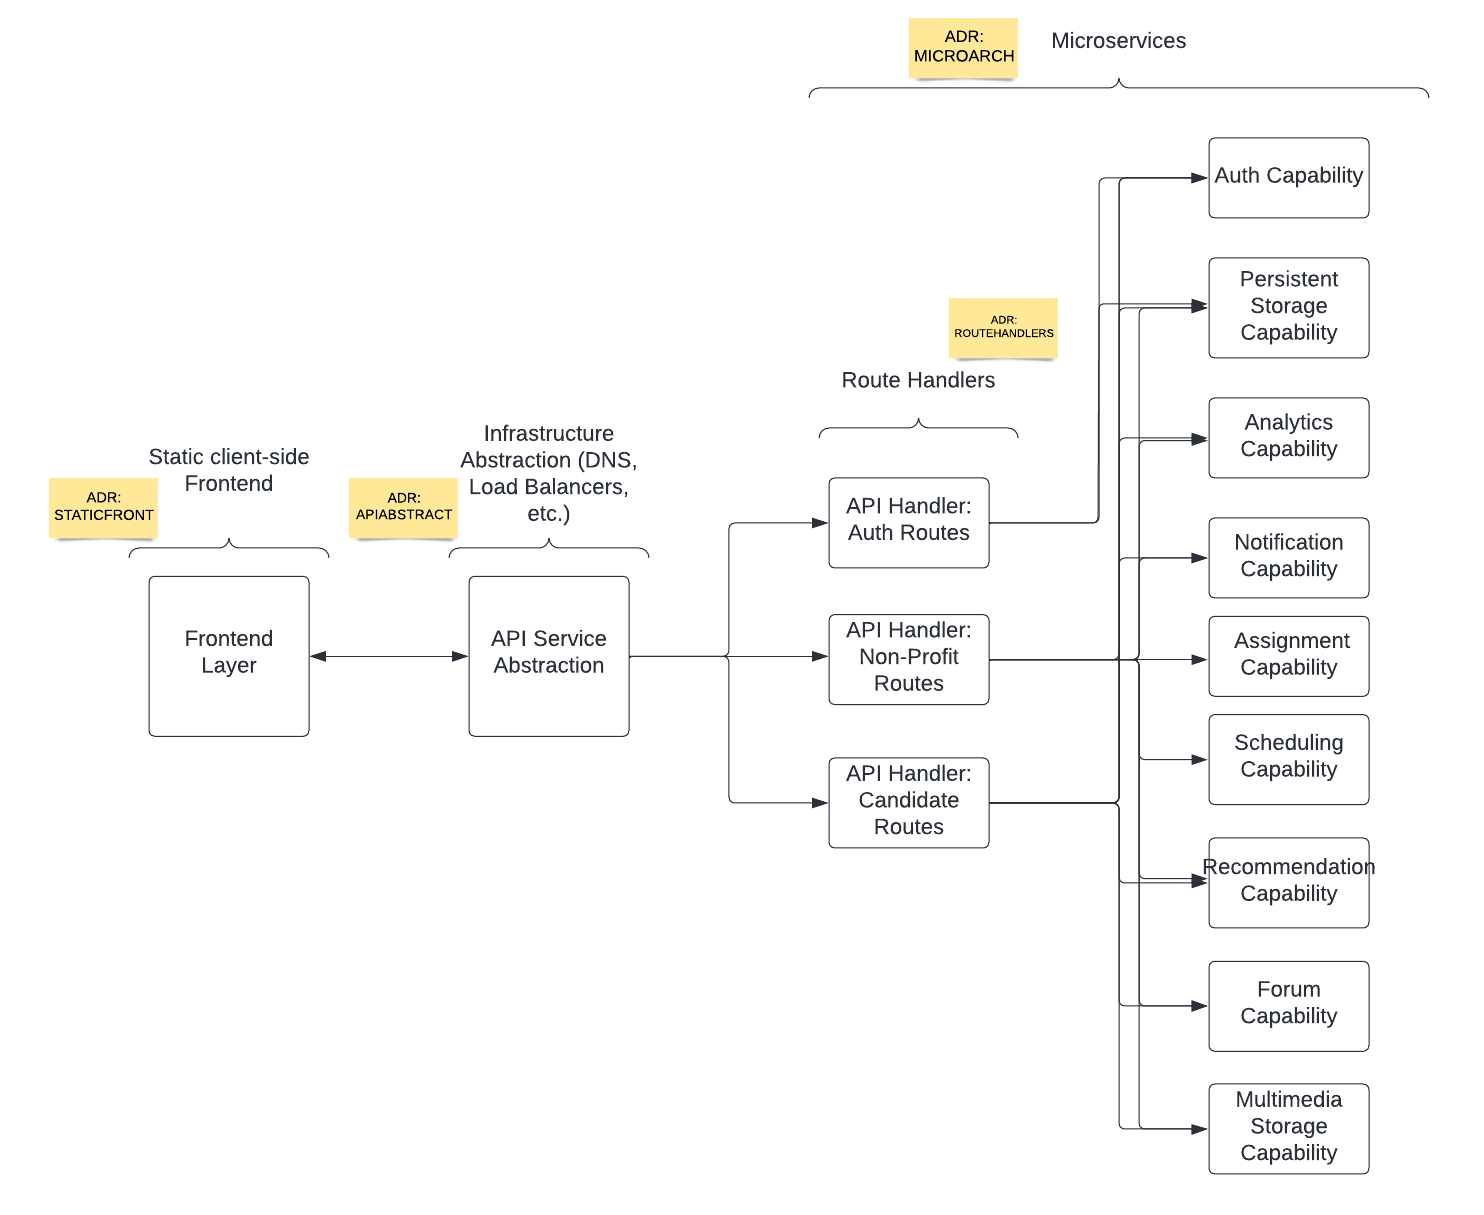 ADR:
MICROARCH
Microservices
Auth Capability
Persistent
Storage
Capability
ADR:
ROUTEHANDLERS
Route Handlers
Analytics
Capability
Static client-side
Frontend
ADR:
STATICFRONT
Infrastructure
Abstraction (DNS,
Load Balancers,
etc.)
ADR:
APIABSTRACT
API Handler:
Auth Routes
Notification
Capability
Frontend
Layer
API Service
Abstraction
API Handler:
Non-Profit
Routes
Assignment
Capability
Scheduling
Capability
API Handler:
Candidate
Routes
Recommendation
Capability
Forum
Capability
Multimedia
Storage
Capability